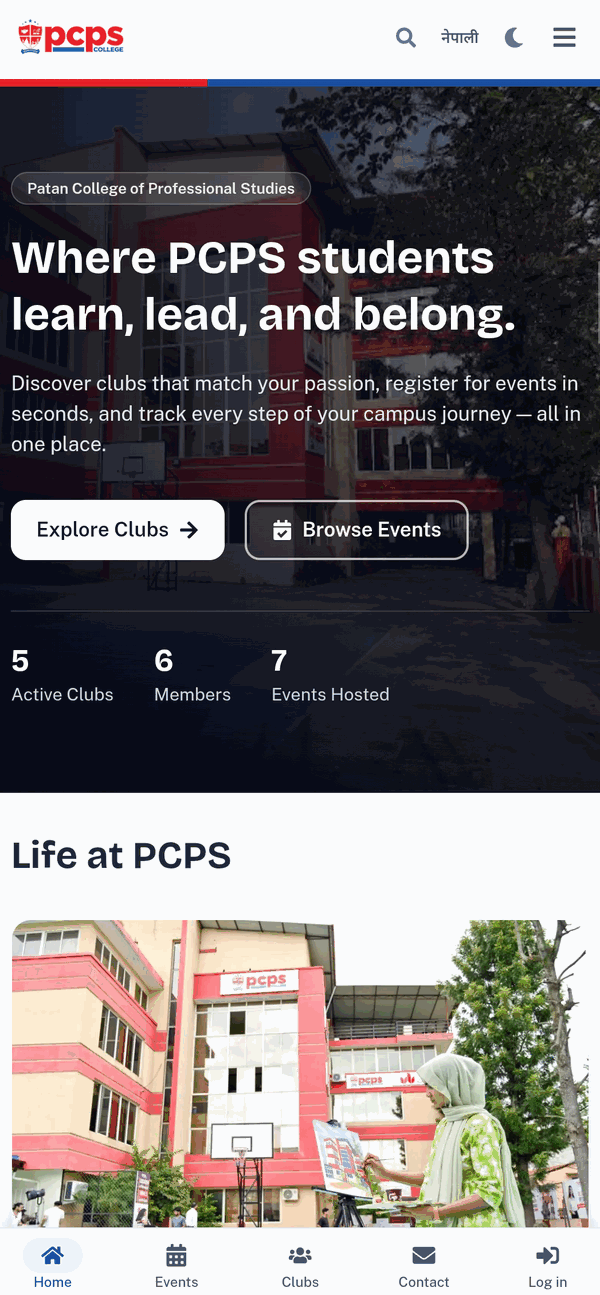 pcps
COLLEGE
नेपाली
Patan College of Professional Studies
Where PCPS students
learn, lead, and belong.
Discover clubs that match your passion, register for events in
seconds, and track every step of your campus journey — all in
one place.
Explore Clubs
Browse Events
5
6
7
Active Clubs
Members
Events Hosted
Life at PCPS
pcps
pcps
Home
Events
Clubs
Contact
Log in